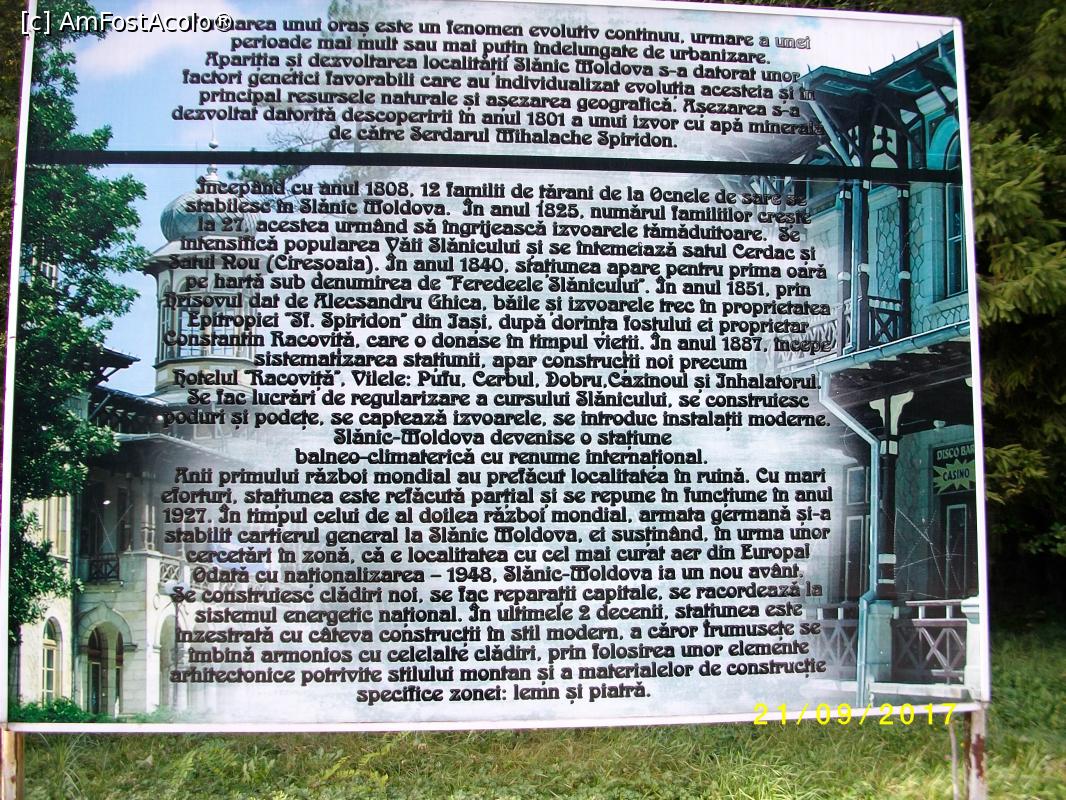 [c] AmFostAcolo®
unui oraș este un fenomen evolutiv continuu, urmare a unei
perioade mai mult sau mai puțin îndelungate de urbanizare.
Apariția și dezvoltarea localității Slănic Moldova s-a datorat unor
factori genetici favorabili care au individualizat evoluția acesteia și în
principal resursele naturale și așezarea geografică. Așezarea s-a
dezvoltat datorită descoperirii în anul 1801 a unui izvor cu apă minerală
de către Serdarul Mihalache Spiridon.
Începând cu anul 1808, 12 familii de țărani de la Ocnele de sare se
stabilesc în Slănic Moldova. În anul 1825, numărul familiilor crește
la 27, acestea urmând să îngrijească izvoarele tămăduitoare. Se
intensifică popularea Văii Slănicului și se întemeiază satul Cerdac și
Satul Nou (Cireșoaia). În anul 1840, stațiunea apare pentru prima oară
pe hartă sub denumirea de "Feredeele Slănicului". În anul 1851, prin
hrisovul dat de Alecsandru Ghica, băile și izvoarele trec în proprietatea
Epitropiei "Sf. Spiridon" din Iași, după dorința fostului ei proprietar
Constantin Racoviță, care o donase în timpul vieții. În anul 1887, începe
sistematizarea stațiunii, apar construcții noi precum
hotelul "Racoviță", Vilele: Pufu, Cerbul, Dobru,Cazinoul și Inhalatorul.
Se fac lucrări de regularizare a cursului Slănicului, se construiesc
poduri și podețe, se captează izvoarele, se introduc instalații moderne.
Slănic-Moldova devenise o stațiune
balneo-climaterică cu renume internațional.
Anii primului război mondial au prefăcut localitatea în ruină. Cu mari
eforturi, stațiunea este refăcută parțial și se repune în funcțiune în anul
1927. În timpul celui de al doilea război mondial, armata germană și-a
stabilit cartierul general la Slănic Moldova, ei susținând, în urma unor
cercetări în zonă, că e localitatea cu cel mai curat aer din Europa!
Odată cu naționalizarea – 1948, Slănic-Moldova ia un nou avânt.
Se construiesc clădiri noi, se fac reparații capitale, se racordează la
sistemul energetic național. În ultimele 2 decenii, stațiunea este
înzestrată cu câteva construcții în stil modern, a căror frumusețe se
îmbină armonios cu celelalte clădiri, prin folosirea unor elemente
arhitectonice potrivite stilului montan și a materialelor de construcție
specifice zonei: lemn și piatră.
DISCO BAR
CASINO
21/09/2017